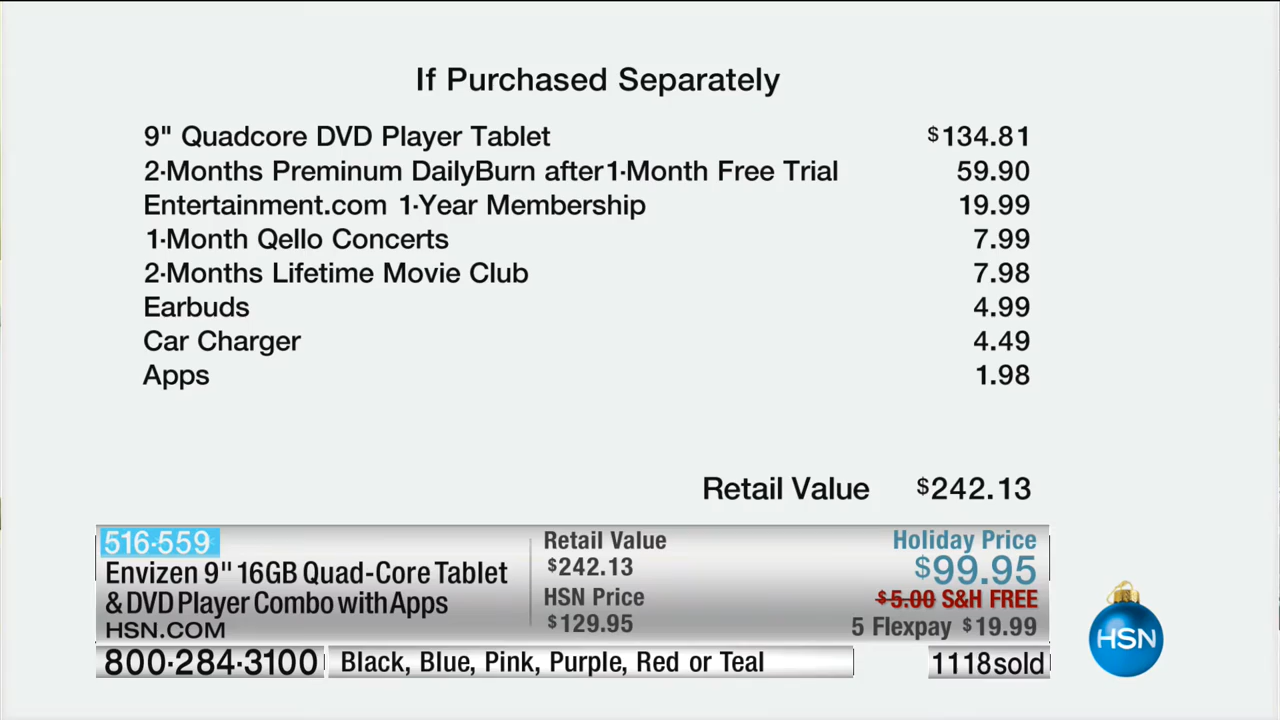 If Purchased Separately
9" Quadcore DVD Player Tablet $134.81
2-Months Preminum DailyBurn after1-Month Free Trial 59.90
Entertainment.com 1-Year Membership 19.99
1-Month Qello Concerts 7.99
2-Months Lifetime Movie Club 7.98
Earbuds 4.99
Car Charger 4.49
Apps 1.98
Retail Value $242.13
516-559
Envizen 9" 16GB Quad-Core Tablet
& DVD Player Combo with Apps
HSN.COM
Retail Value
$242.13
HSN Price
$129.95
Holiday Price
$99.95
$5.00 S&H FREE
5 Flexpay $19.99
800-284-3100
Black, Blue, Pink, Purple, Red or Teal
1118sold
HSN